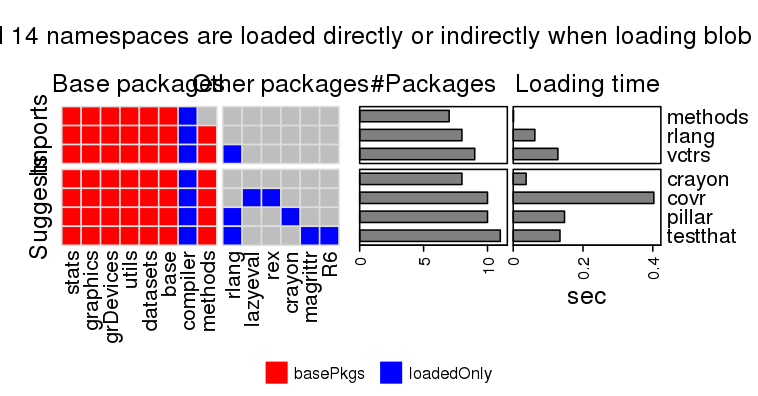 14 namespaces are loaded directly or indirectly when loading blob
Base packages
Other packages
#Packages
Loading time
Imports
Suggests
methods
rlang
vctrs
crayon
covr
pillar
testthat
stats
graphics
grDevices
utils
datasets
base
compiler
methods
rlang
lazyeval
rex
crayon
magrittr
R6
0
5
10
0
0.2
0.4
sec
basePkgs
loadedOnly